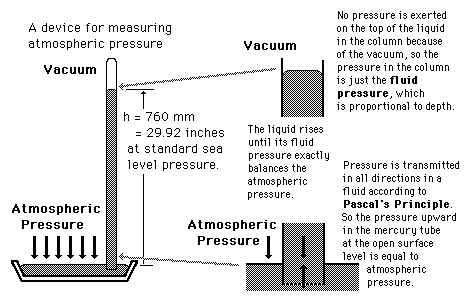 A device for measuring
atmospheric pressure
Vacuum
h = 760 mm
= 29.92 inches
at standard sea
level pressure.
Atmospheric
Pressure
Vacuum
No pressure is exerted
on the top of the liquid
in the column because
of the vacuum, so the
pressure in the column
is just the fluid
pressure, which
is proportional to depth.
The liquid rises
until its fluid
pressure exactly
balances the
atmospheric
pressure.
Atmospheric
Pressure
Pressure is transmitted
in all directions in a
fluid according to
Pascal's Principle.
So the pressure upward
in the mercury tube
at the open surface
level is equal to
atmospheric
pressure.